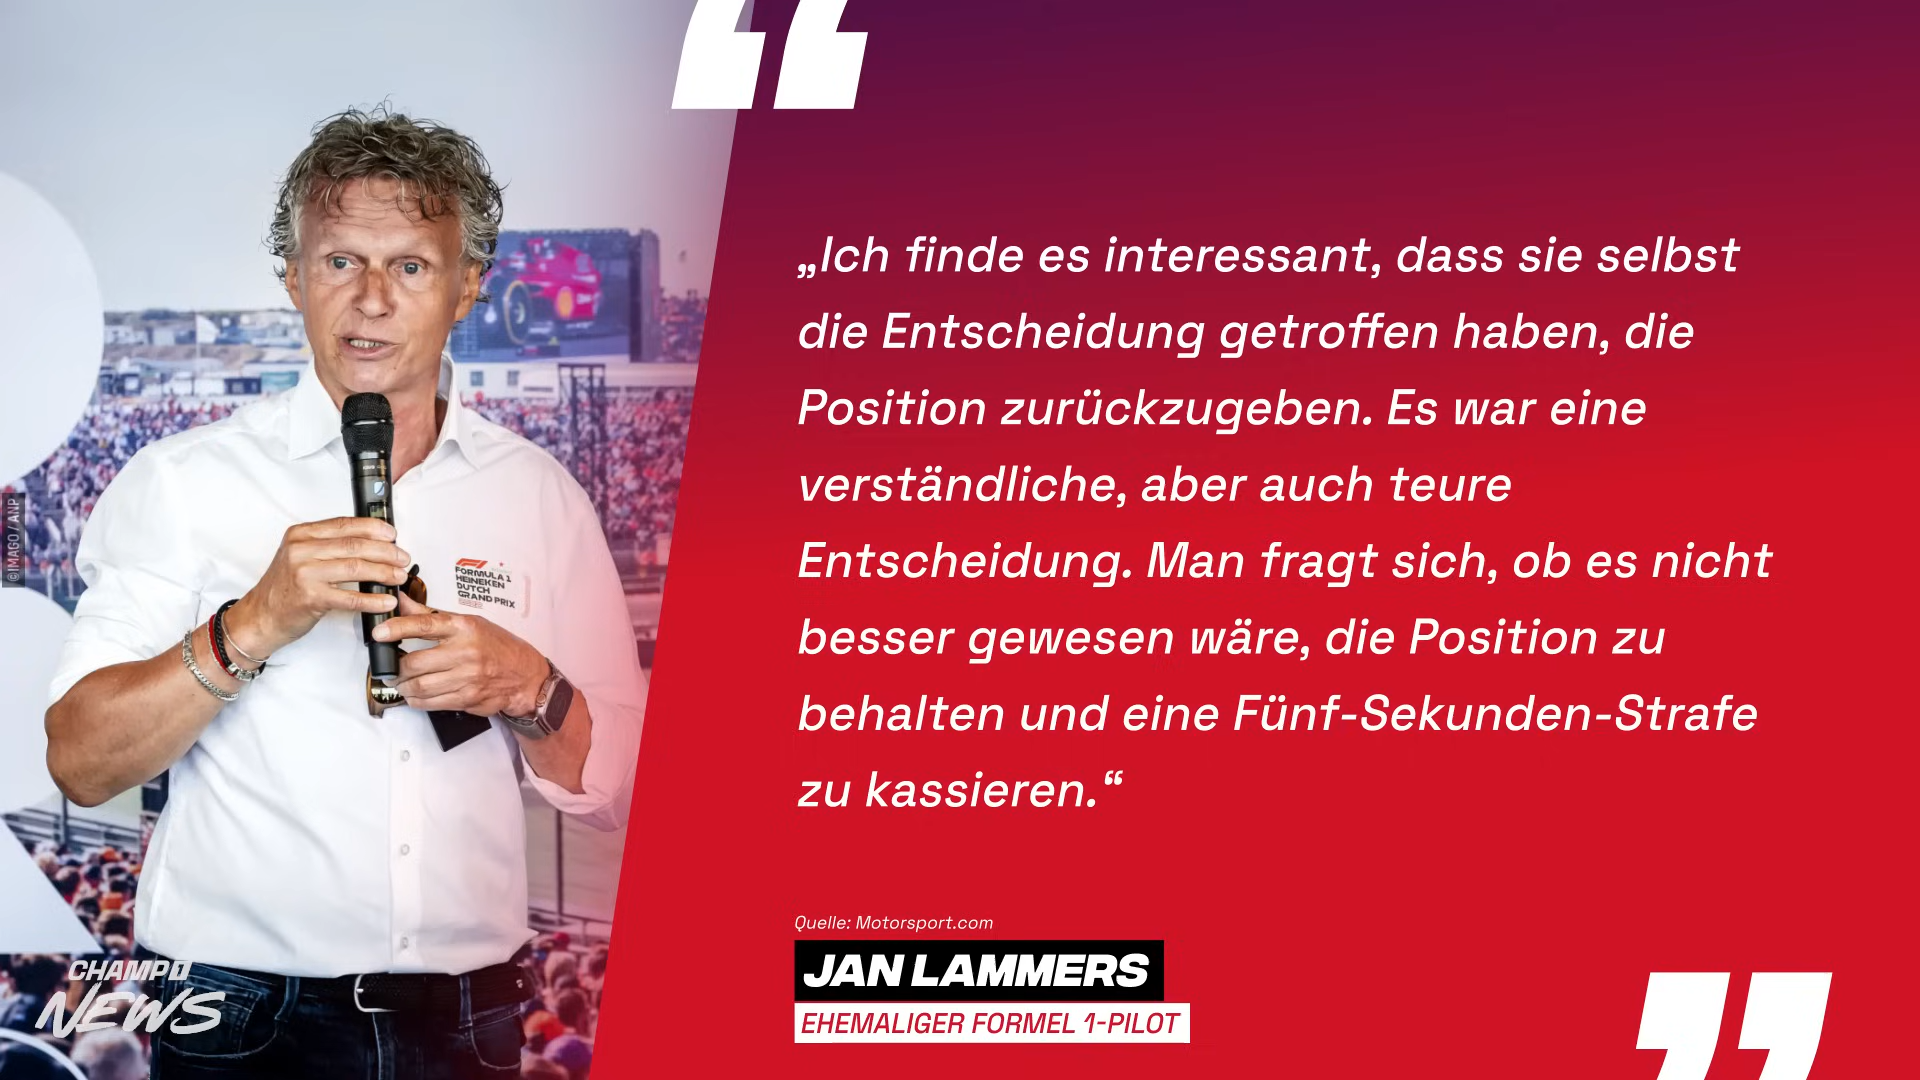 „Ich finde es interessant, dass sie selbst
die Entscheidung getroffen haben, die
Position zurückzugeben. Es war eine
verständliche, aber auch teure
Entscheidung. Man fragt sich, ob es nicht
besser gewesen wäre, die Position zu
behalten und eine Fünf-Sekunden-Strafe
zu kassieren.“
Quelle: Motorsport.com
JAN LAMMERS
EHEMALIGER FORMEL 1-PILOT
©IMAGO / ANP
FORMULA 1
HEINEKEN
DUTCH
GRAND PRIX
CHAMP1
NEWS